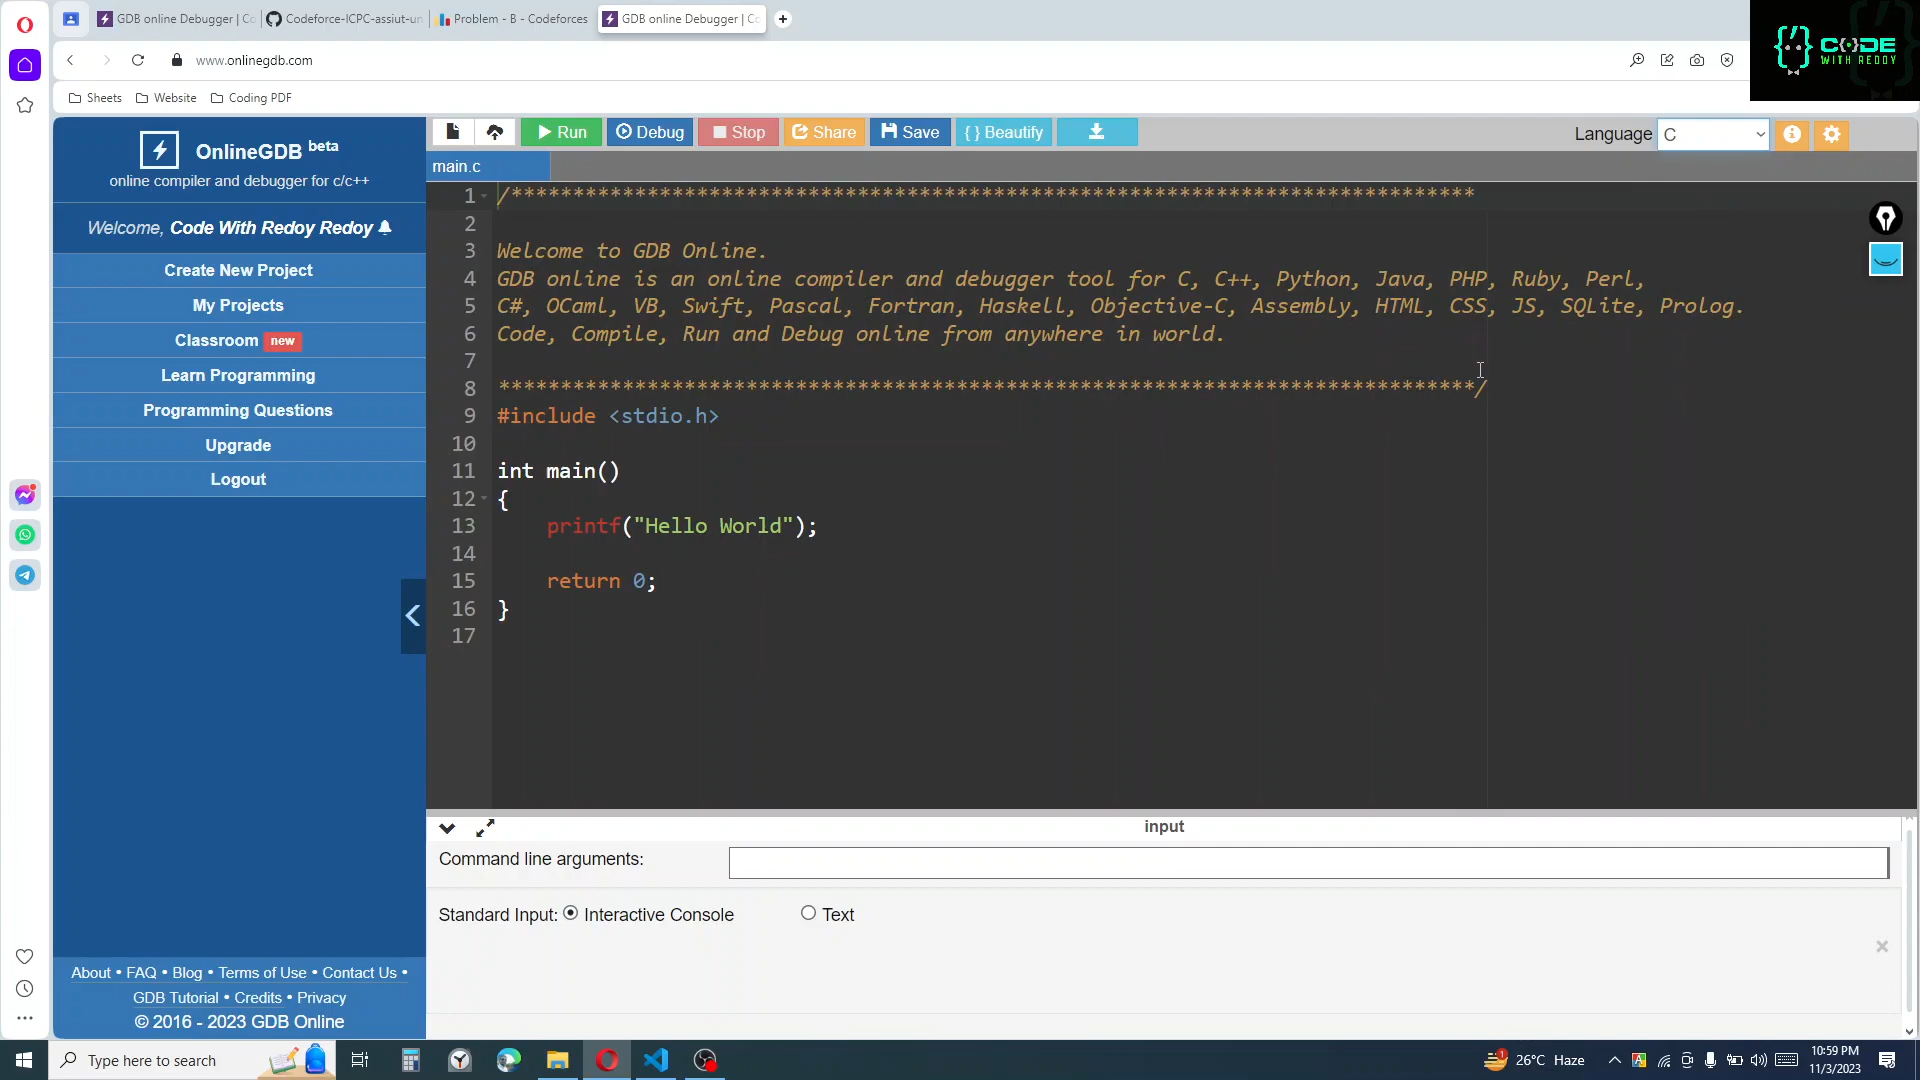 GDB online Debugger | Co
Codeforce-ICPC-assiut-un
Problem - B - Codeforces
GDB online Debugger | Co
www.onlinegdb.com
CODE
WITH REDOY
Sheets
Website
Coding PDF
OnlineGDB beta
online compiler and debugger for c/c++
Welcome, Code With Redoy Redoy
Create New Project
My Projects
Classroom new
Learn Programming
Programming Questions
Upgrade
Logout
About • FAQ • Blog • Terms of Use • Contact Us •
GDB Tutorial • Credits • Privacy
© 2016 - 2023 GDB Online
Run
Debug
Stop
Share
Save
{ } Beautify
Language
C
main.c
1 /*******************************************************************************
2
3 Welcome to GDB Online.
4 GDB online is an online compiler and debugger tool for C, C++, Python, Java, PHP, Ruby, Perl,
5 C#, OCaml, VB, Swift, Pascal, Fortran, Haskell, Objective-C, Assembly, HTML, CSS, JS, SQLite, Prolog.
6 Code, Compile, Run and Debug online from anywhere in world.
7
8 *******************************************************************************/
9 #include <stdio.h>
10
11 int main()
12 {
13     printf("Hello World");
14
15     return 0;
16 }
17
input
Command line arguments:
Standard Input: Interactive Console Text
Type here to search
1
26°C Haze
A
10:59 PM
11/3/2023